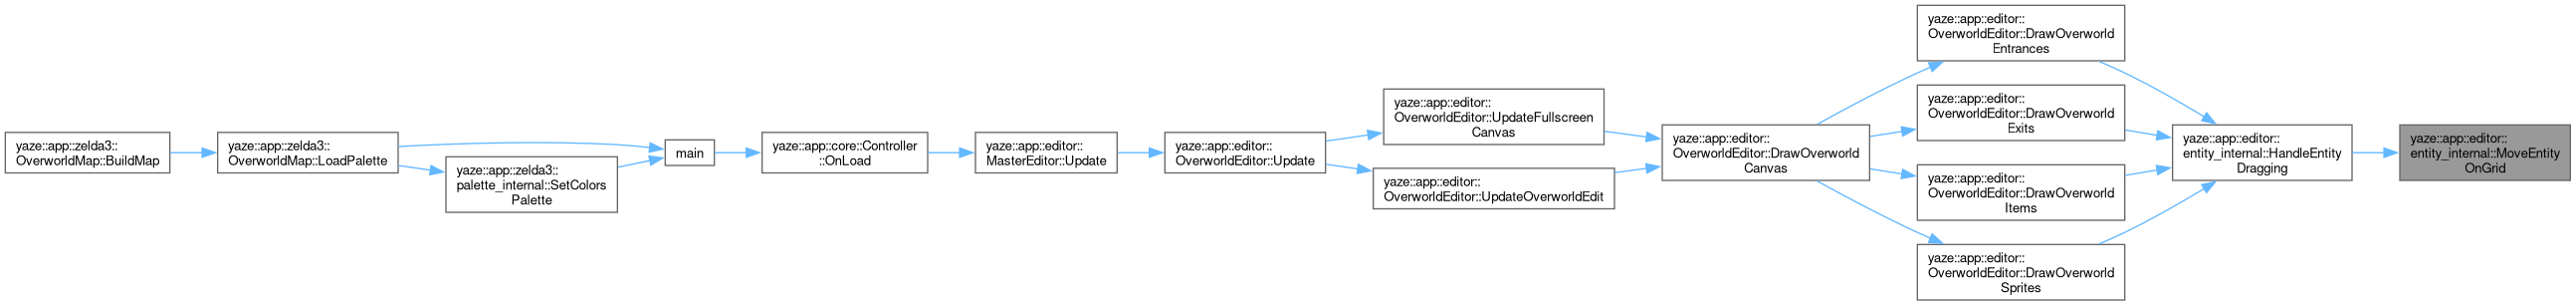 yaze::app::zelda3::
OverworldMap::BuildMap
yaze::app::zelda3::
OverworldMap::LoadPalette
yaze::app::zelda3::
palette_internal::SetColors
Palette
main
yaze::app::core::Controller
::OnLoad
yaze::app::editor::
MasterEditor::Update
yaze::app::editor::
OverworldEditor::Update
yaze::app::editor::
OverworldEditor::UpdateFullscreen
Canvas
yaze::app::editor::
OverworldEditor::UpdateOverworldEdit
yaze::app::editor::
OverworldEditor::DrawOverworld
Canvas
yaze::app::editor::
OverworldEditor::DrawOverworld
Entrances
yaze::app::editor::
OverworldEditor::DrawOverworld
Exits
yaze::app::editor::
OverworldEditor::DrawOverworld
Items
yaze::app::editor::
OverworldEditor::DrawOverworld
Sprites
yaze::app::editor::
entity_internal::HandleEntity
Dragging
yaze::app::editor::
entity_internal::MoveEntity
OnGrid